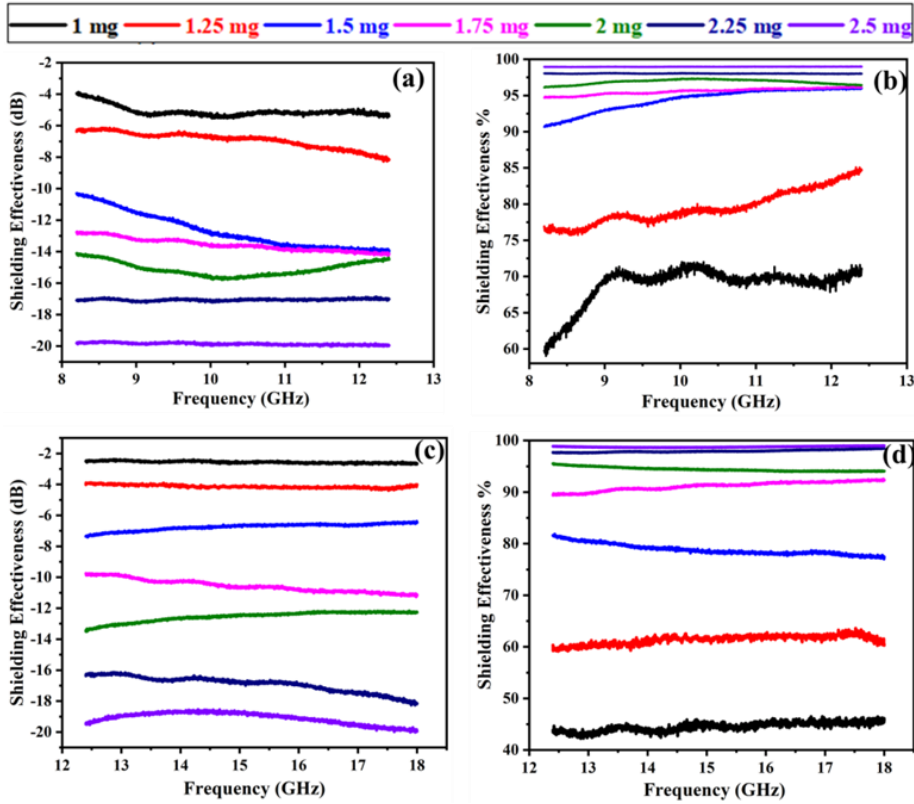 1 mg 1.25 mg 1.5 mg 1.75 mg 2 mg 2.25 mg 2.5 mg
(a)
Shielding Effectiveness (dB)
-2
-4
-6
-8
-10
-12
-14
-16
-18
-20
8 9 10 11 12 13
Frequency (GHz)
(b)
Shielding Effectiveness %
100
95
90
85
80
75
70
65
60
8 9 10 11 12 13
Frequency (GHz)
(c)
Shielding Effectiveness (dB)
-2
-4
-6
-8
-10
-12
-14
-16
-18
-20
12 13 14 15 16 17 18
Frequency (GHz)
(d)
Shielding Effectiveness %
100
90
80
70
60
50
40
12 13 14 15 16 17 18
Frequency (GHz)